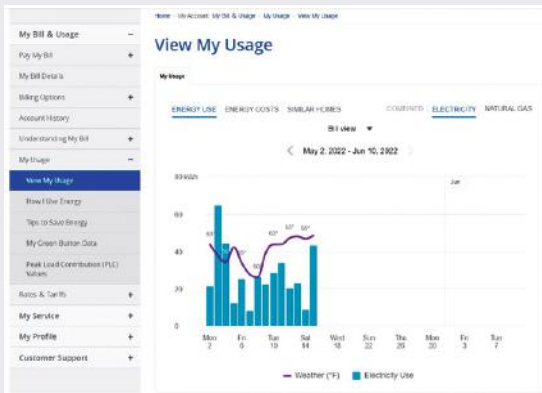 Home My Account My Bill & Usage My Usage View My Usage
My Bill & Usage –
Pay My Bill +
My Bill Details
Billing Options +
Account History
Understanding My Bill +
My Usage –
View My Usage
How I Use Energy
Tips to Save Energy
My Green Button Data
Peak Load Contribution (PLC)
Values
Rates & Tariffs +
My Service +
My Profile +
Customer Support +
View My Usage
My Usage
ENERGY USE ENERGY COSTS SIMILAR HOMES COMBINED ELECTRICITY NATURAL GAS
Bill view ▼
< May 2, 2022 - Jun 10, 2022
80 kWh
Jun
60
40
20
0
Mon Fri Tue Sat Wed Sun Thu Mon Fri Tue
2 6 10 14 18 22 26 30 3 7
Weather (°F) Electricity Use